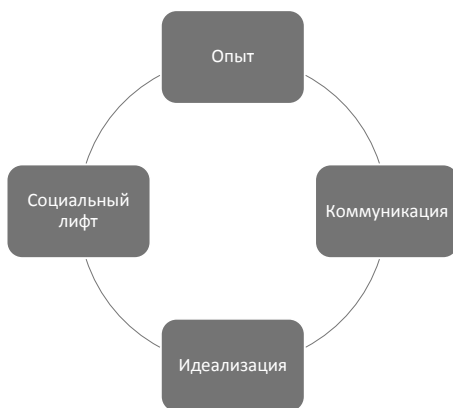 Опыт
Социальный
лифт
Коммуникация
Идеализация